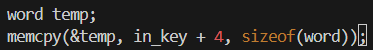 word temp;
memcpy(&temp, in_key + 4, sizeof(word));